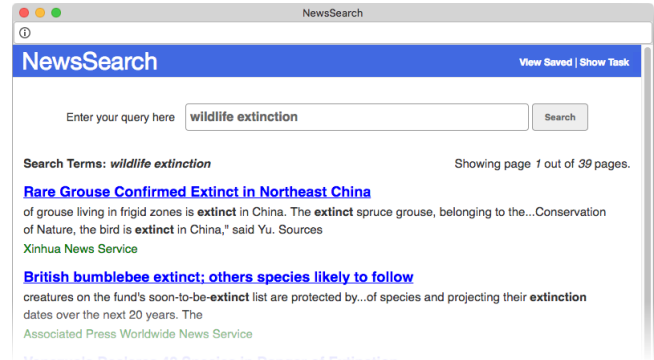 NewsSearch
NewsSearch
View Saved | Show Task
Enter your query here
wildlife extinction
Search
Search Terms: wildlife extinction
Showing page 1 out of 39 pages.
Rare Grouse Confirmed Extinct in Northeast China
of grouse living in frigid zones is extinct in China. The extinct spruce grouse, belonging to the...Conservation
of Nature, the bird is extinct in China," said Yu. Sources
Xinhua News Service
British bumblebee extinct; others species likely to follow
creatures on the fund's soon-to-be-extinct list are protected by...of species and projecting their extinction
dates over the next 20 years. The
Associated Press Worldwide News Service